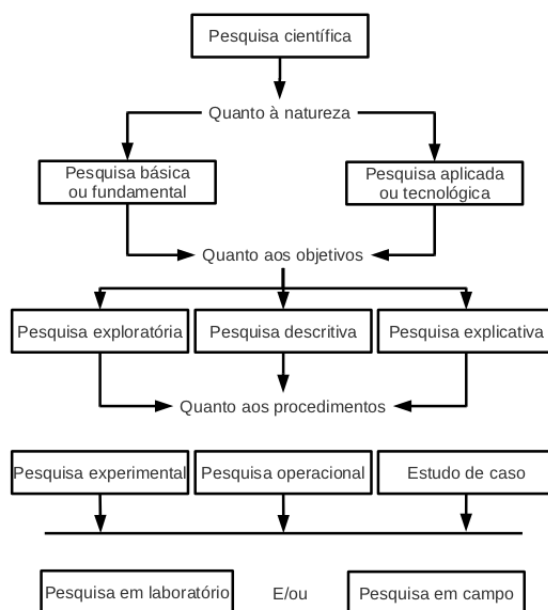 Pesquisa científica
Quanto à natureza
Pesquisa básica
ou fundamental
Pesquisa aplicada
ou tecnológica
Quanto aos objetivos
Pesquisa exploratória
Pesquisa descritiva
Pesquisa explicativa
Quanto aos procedimentos
Pesquisa experimental
Pesquisa operacional
Estudo de caso
Pesquisa em laboratório
E/ou
Pesquisa em campo